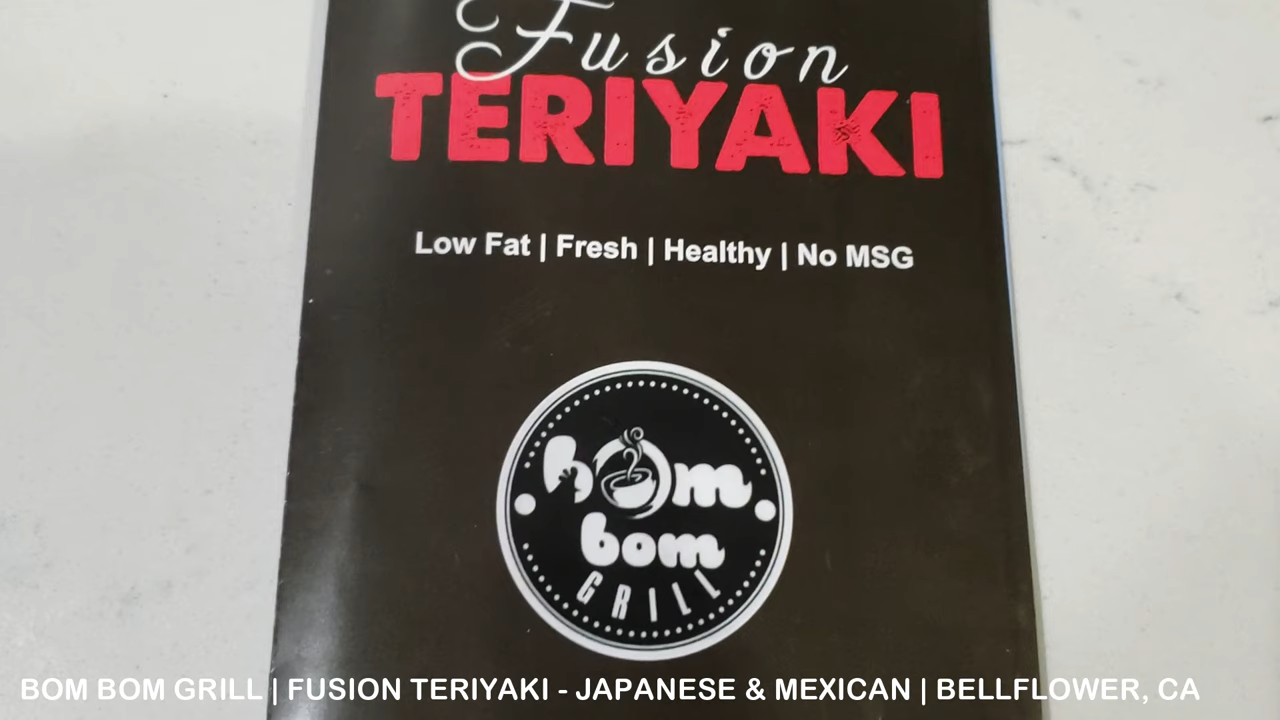 Fusion
TERIYAKI
Low Fat | Fresh | Healthy | No MSG
bom
bom
GRILL
BOM BOM GRILL | FUSION TERIYAKI - JAPANESE & MEXICAN | BELLFLOWER, CA